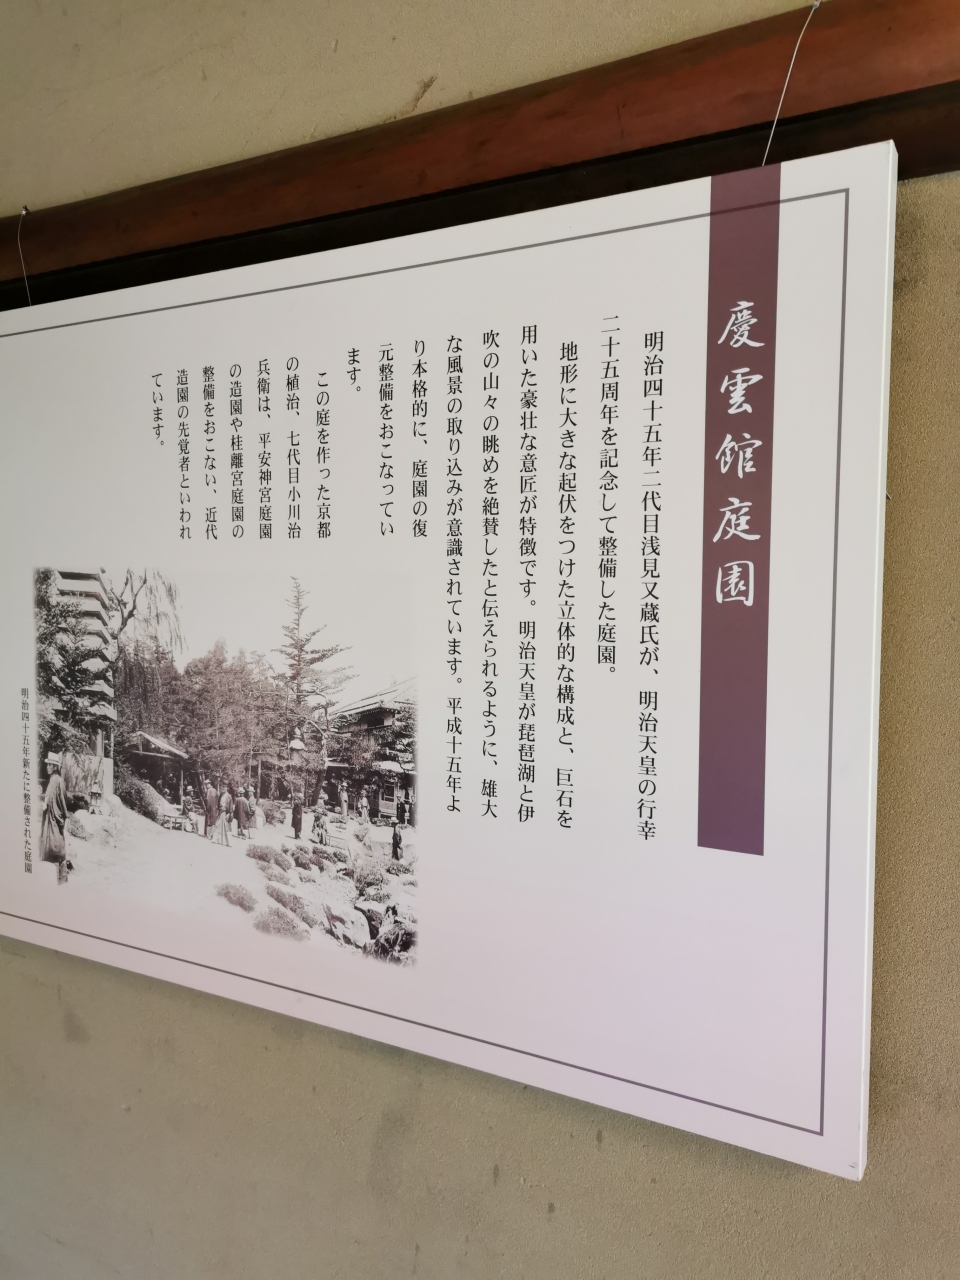 慶雲館庭園
明治四十五年二代目浅見又蔵氏が、明治天皇の行幸
二十五周年を記念して整備した庭園。
地形に大きな起伏をつけた立体的な構成と、巨石を
用いた豪壮な意匠が特徴です。明治天皇が琵琶湖と伊
吹の山々の眺めを絶賛したと伝えられるように、雄大
な風景の取り込みが意識されています。平成十五年よ
り本格的に、庭園の復
元整備をおこなってい
ます。
この庭を作った京都
の植治、七代目小川治
兵衛は、平安神宮庭園
の造園や桂離宮庭園の
整備をおこない、近代
造園の先覚者といわれ
ています。
明治四十五年新たに整備された庭園